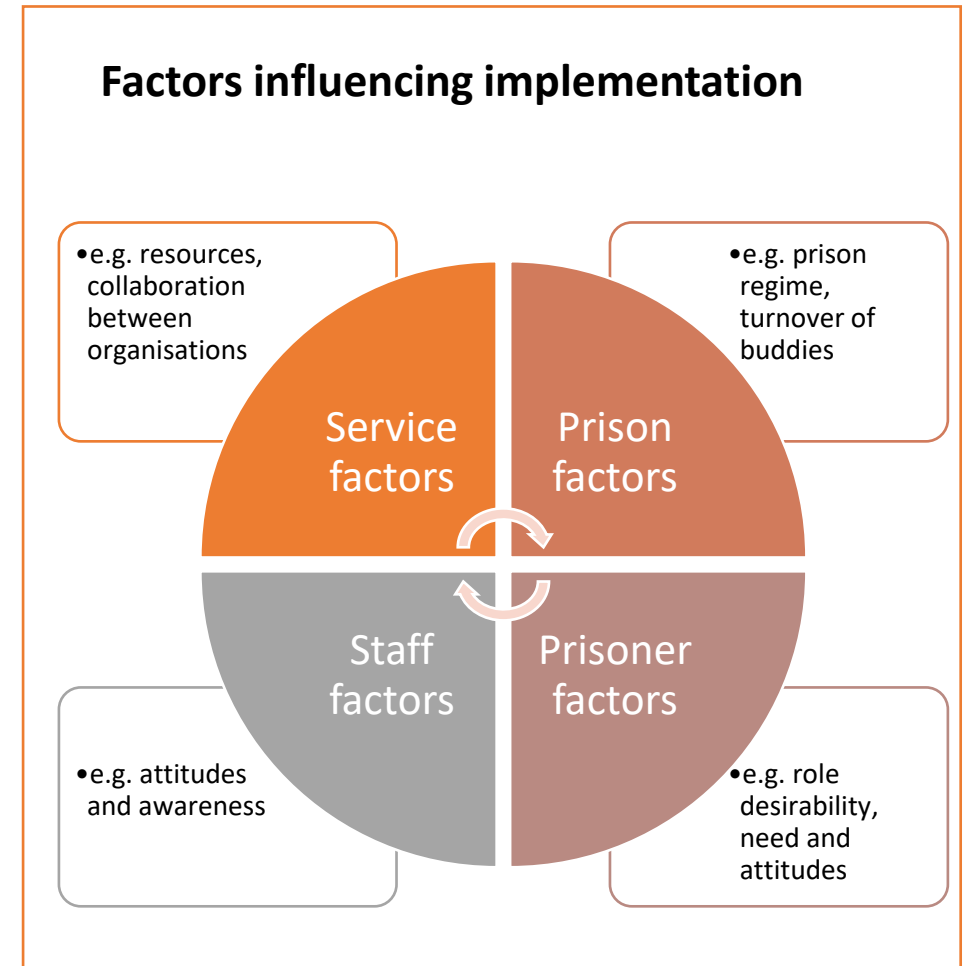 Factors influencing implementation
•e.g. resources,
collaboration
between
organisations
•e.g. prison
regime,
turnover of
buddies
Service
factors
Prison
factors
Staff
factors
Prisoner
factors
•e.g. attitudes
and awareness
•e.g. role
desirability,
need and
attitudes